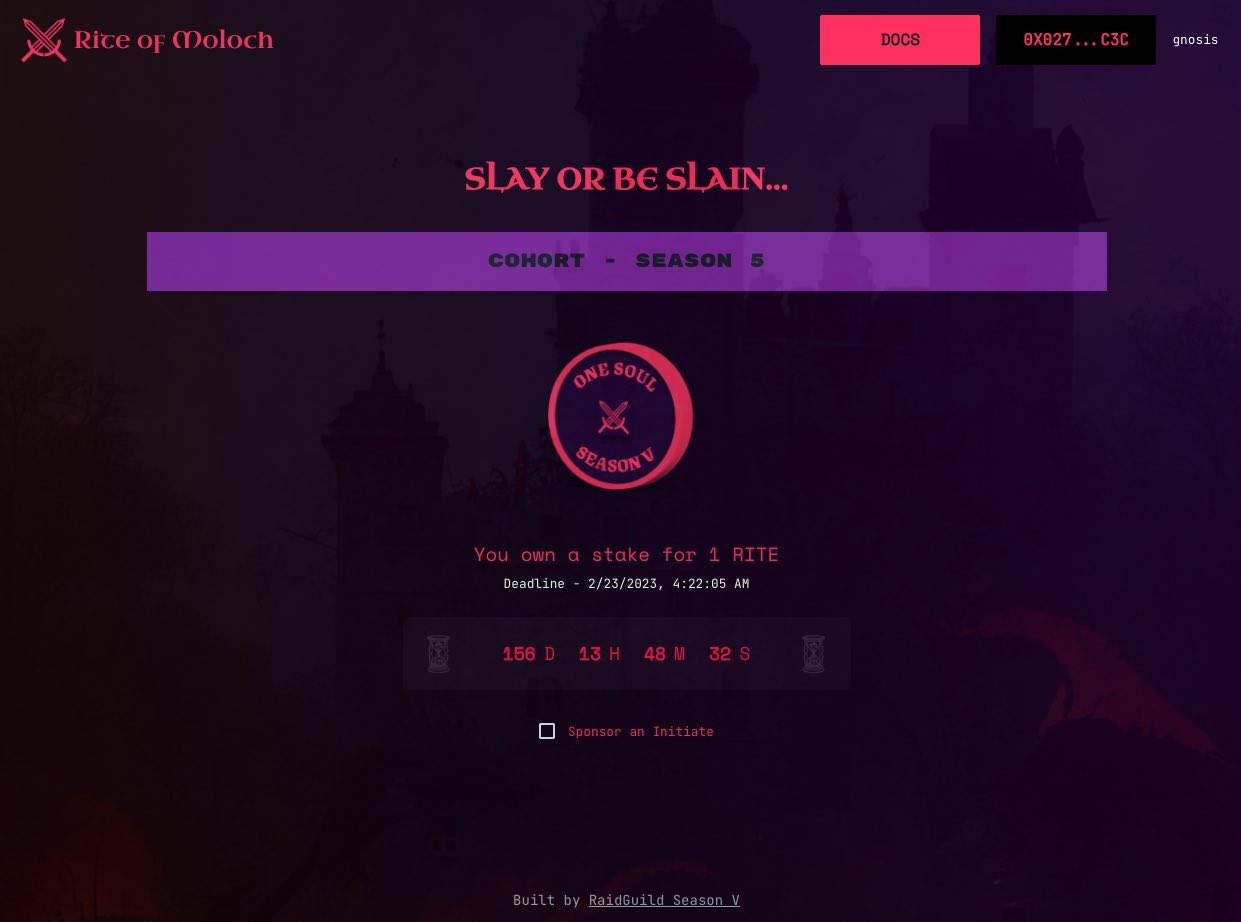 Rite of Moloch
DOCS
0X027...C3C
gnosis
SLAY OR BE SLAIN...
COHORT - SEASON 5
ONE SOUL
SEASON V
You own a stake for 1 RITE
Deadline - 2/23/2023, 4:22:05 AM
156 D 13 H 48 M 32 S
Sponsor an Initiate
Built by RaidGuild Season V